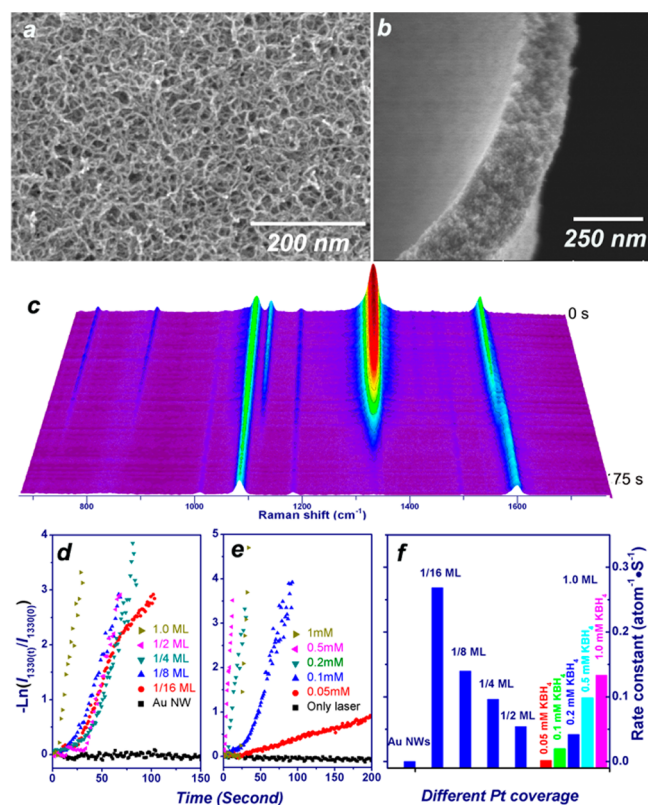 a
200 nm
b
250 nm
c
0 s
75 s
800
1000
1200
1400
1600
Raman shift (cm⁻¹)
d
-Ln(I1330(t)/I1330(0))
4
3
2
1
0
1.0 ML
1/2 ML
1/4 ML
1/8 ML
1/16 ML
Au NW
0
50
100
150
e
1mM
0.5mM
0.2mM
0.1mM
0.05mM
Only laser
0
50
100
150
200
Time (Second)
f
1/16 ML
1/8 ML
1/4 ML
1/2 ML
1.0 ML
Au NWs
0.05 mM KBH₄
0.1 mM KBH₄
0.2 mM KBH₄
0.5 mM KBH₄
1.0 mM KBH₄
0.3
0.2
0.1
0.0
Rate constant (atom⁻¹•S⁻¹)
Different Pt coverage